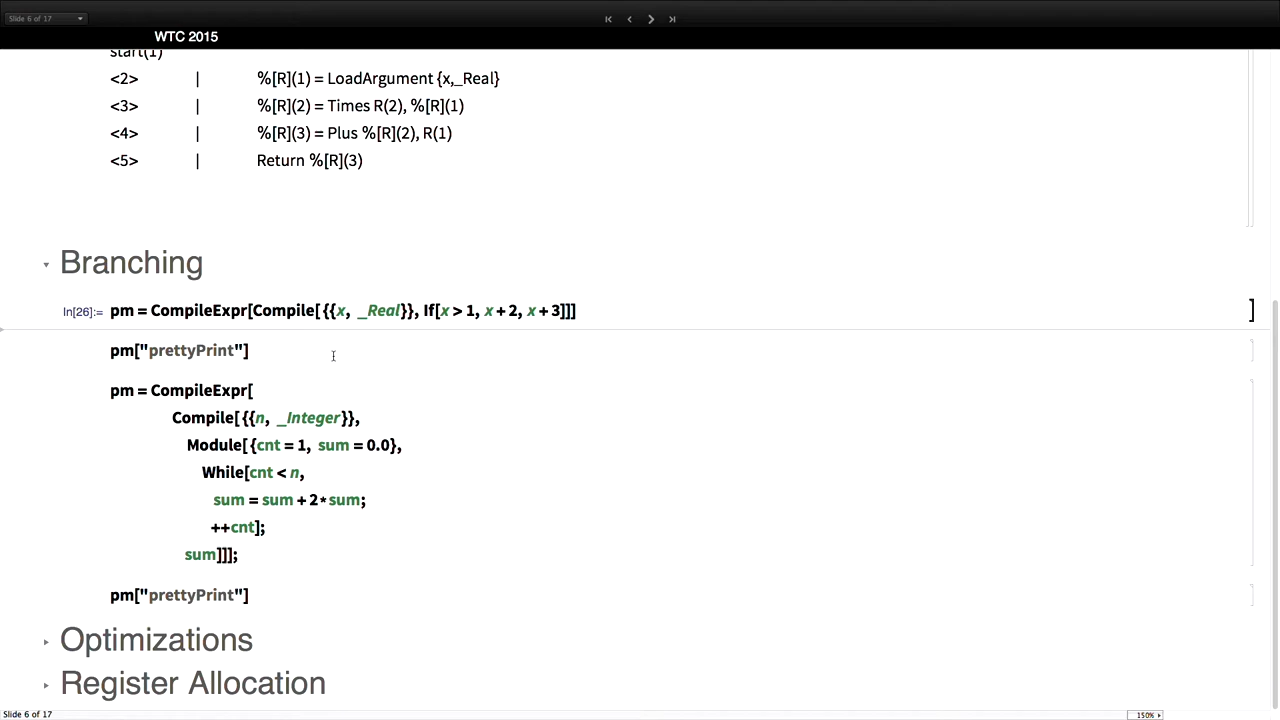 Slide 6 of 17
WTC 2015
start(1)
<2> | %[R](1) = LoadArgument {x,_Real}
<3> | %[R](2) = Times R(2), %[R](1)
<4> | %[R](3) = Plus %[R](2), R(1)
<5> | Return %[R](3)
Branching
In[26]:= pm = CompileExpr[Compile[{{x, _Real}}, If[x > 1, x + 2, x + 3]]]
pm["prettyPrint"]
pm = CompileExpr[
Compile[{{n, _Integer}},
Module[{cnt = 1, sum = 0.0},
While[cnt < n,
sum = sum + 2*sum;
++cnt];
sum]]];
pm["prettyPrint"]
Optimizations
Register Allocation
Slide 6 of 17
150%